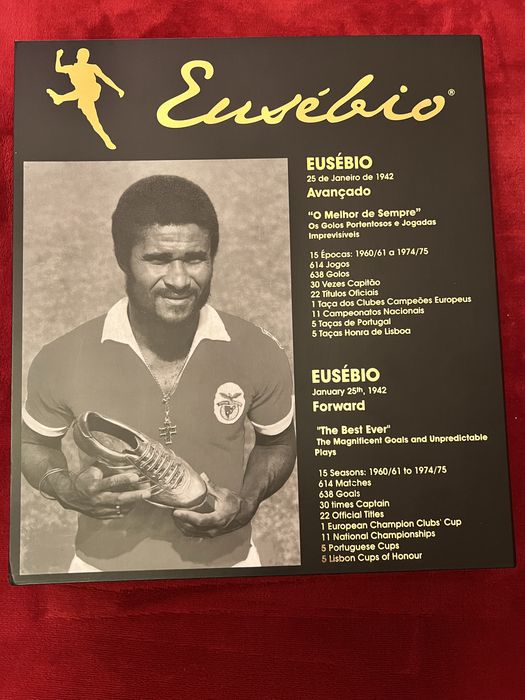 Eusébio®
EUSÉBIO
25 de Janeiro de 1942
Avançado
“O Melhor de Sempre”
Os Golos Portentosos e Jogadas
Imprevisíveis
15 Épocas: 1960/61 a 1974/75
614 Jogos
638 Golos
30 Vezes Capitão
22 Títulos Oficiais
1 Taça dos Clubes Campeões Europeus
11 Campeonatos Nacionais
5 Taças de Portugal
5 Taças Honra de Lisboa
EUSÉBIO
January 25th, 1942
Forward
"The Best Ever"
The Magnificent Goals and Unpredictable
Plays
15 Seasons: 1960/61 to 1974/75
614 Matches
638 Goals
30 times Captain
22 Official Titles
1 European Champion Clubs' Cup
11 National Championships
5 Portuguese Cups
5 Lisbon Cups of Honour